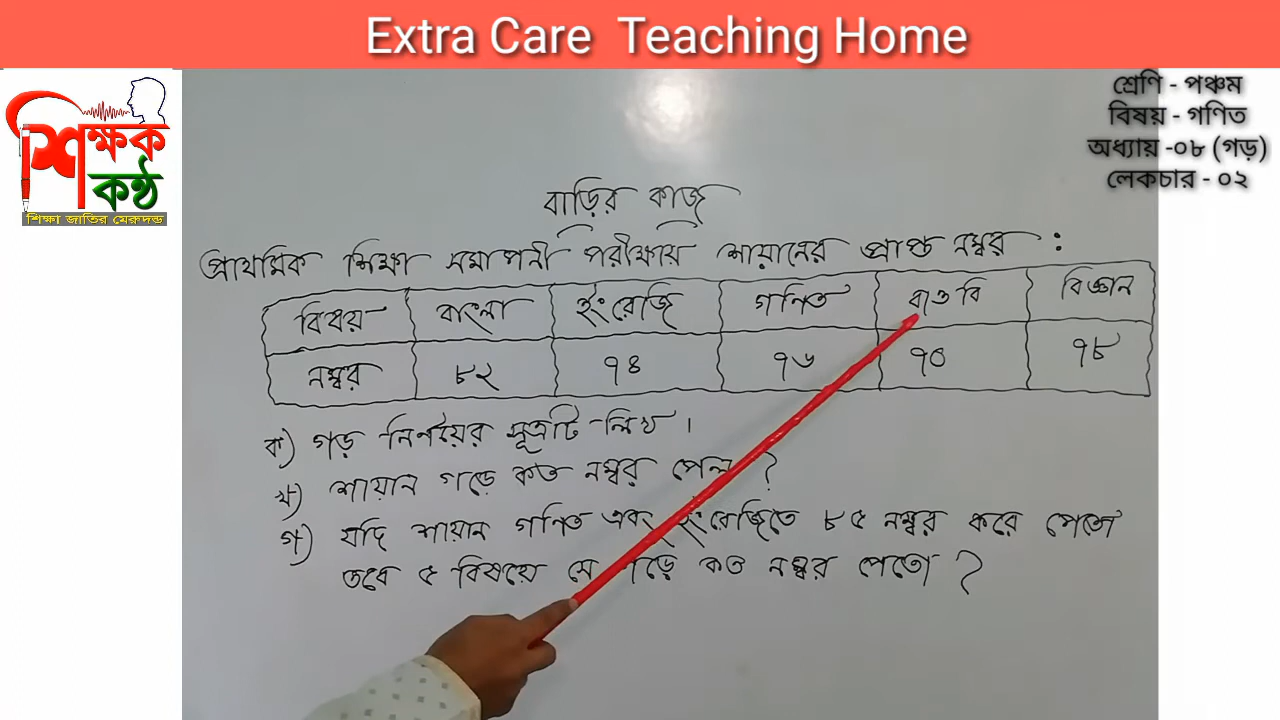 Extra Care Teaching Home
শিক্ষক
কন্ঠ
শিক্ষা জাতির মেরুদন্ড
শ্রেণি - পঞ্চম
বিষয় - গণিত
অধ্যায় -০৮ (গড়)
লেকচার - ০২
বাড়ির কাজ
প্রাথমিক শিক্ষা সমাপনী পরীক্ষায় শায়ানের প্রাপ্ত নম্বর :
বিষয় বাংলা ইংরেজি গণিত বাওবি বিজ্ঞান
নম্বর ৮২ ৭৪ ৭৬ ৭০ ৭৮
ক) গড় নির্ণয়ের সূত্রটি লিখ।
খ) শায়ান গড়ে কত নম্বর পেল ?
গ) যদি শায়ান গণিত এবং ইংরেজিতে ৮৫ নম্বর করে পেতো
তবে ৫ বিষয়ে সে গড়ে কত নম্বর পেতো ?